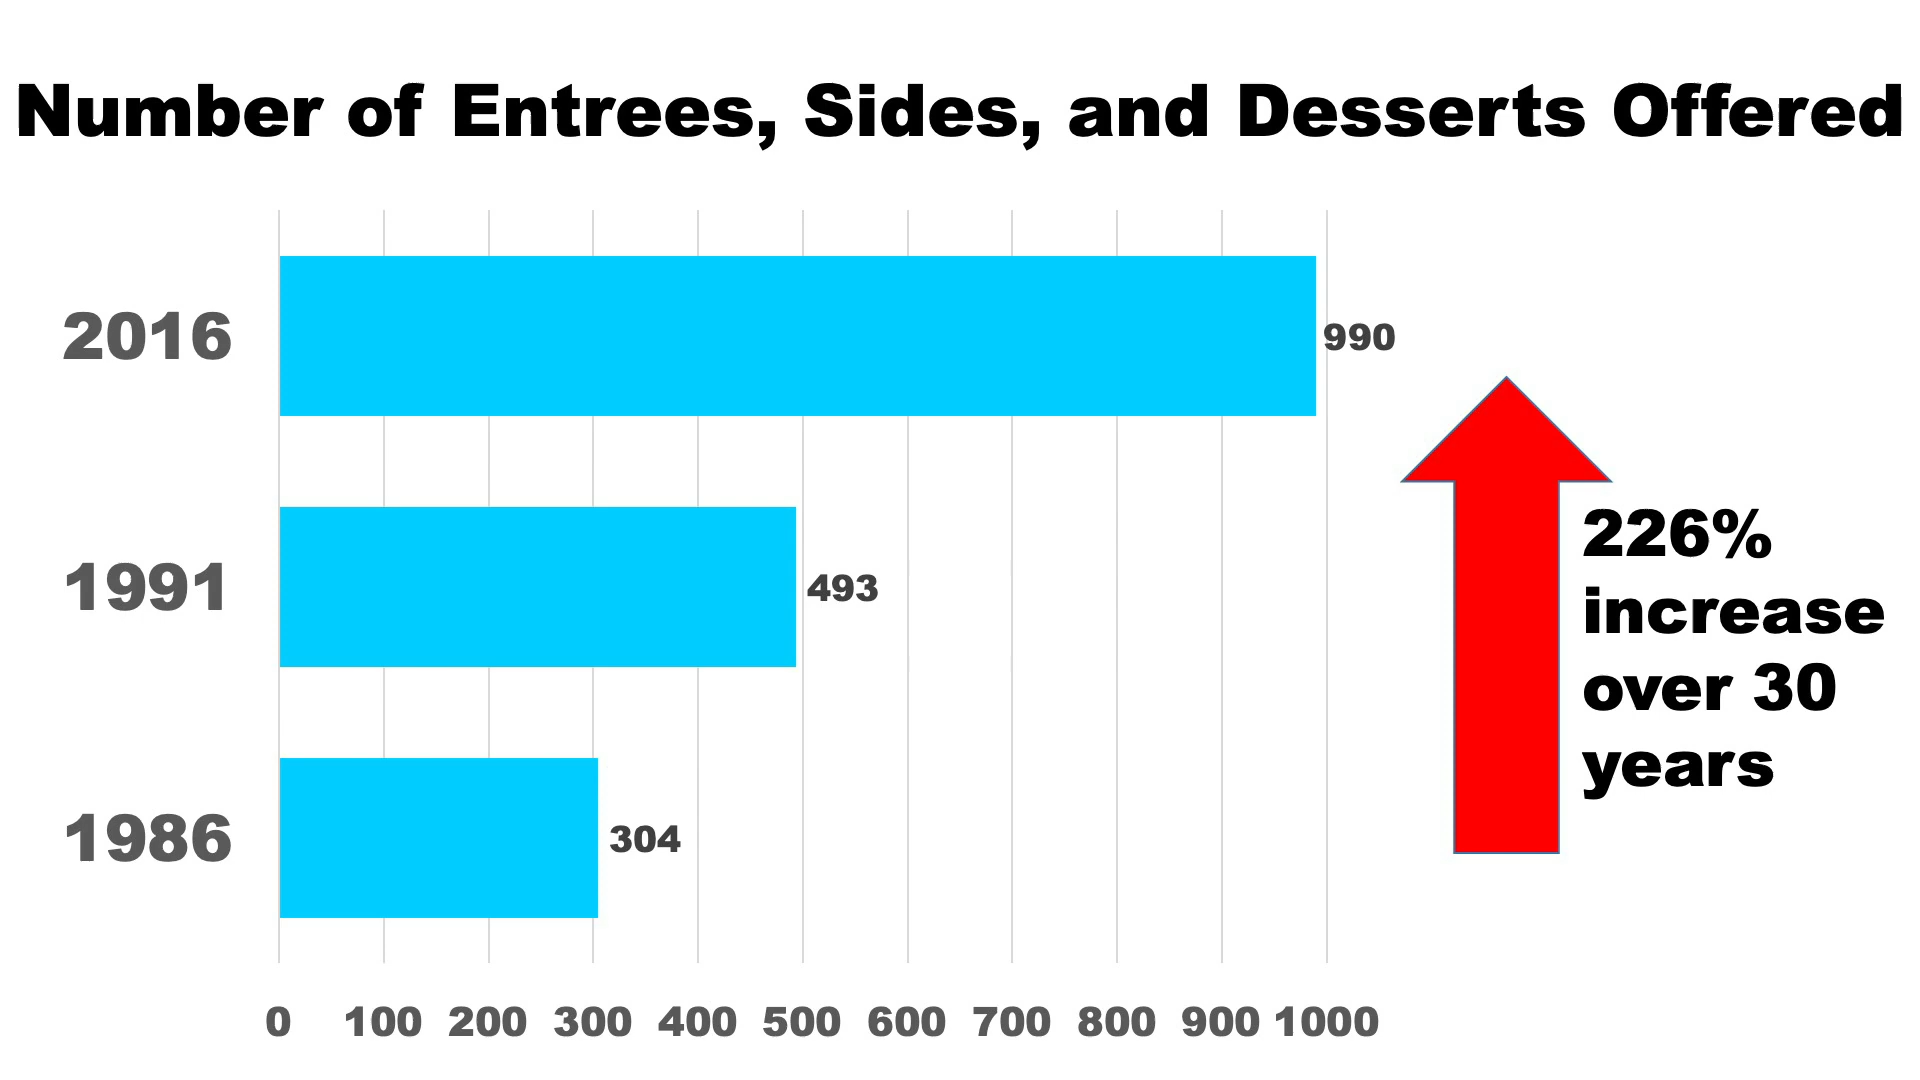 Number of Entrees, Sides, and Desserts Offered
2016
990
1991
493
1986
304
226%
increase
over 30
years
0 100 200 300 400 500 600 700 800 900 1000